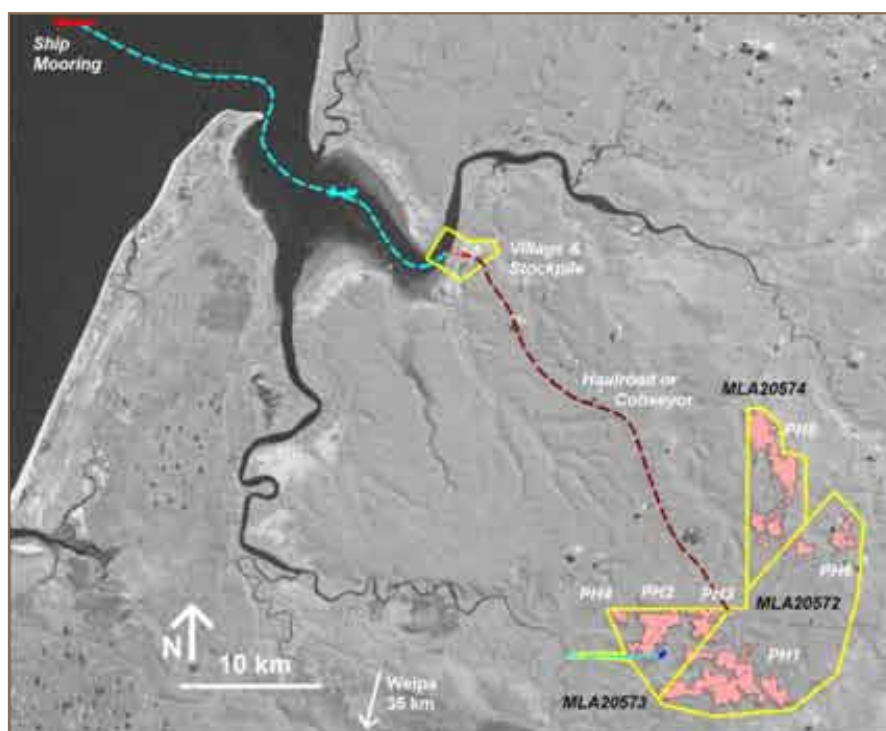 Ship
Mooring
Village &
Stockpile
Haulroad or
Conveyor
MLA20574
PH5
PH6
PH4
PH2
PH3
MLA20572
PH1
MLA20573
N
10 km
Weipa
35 km